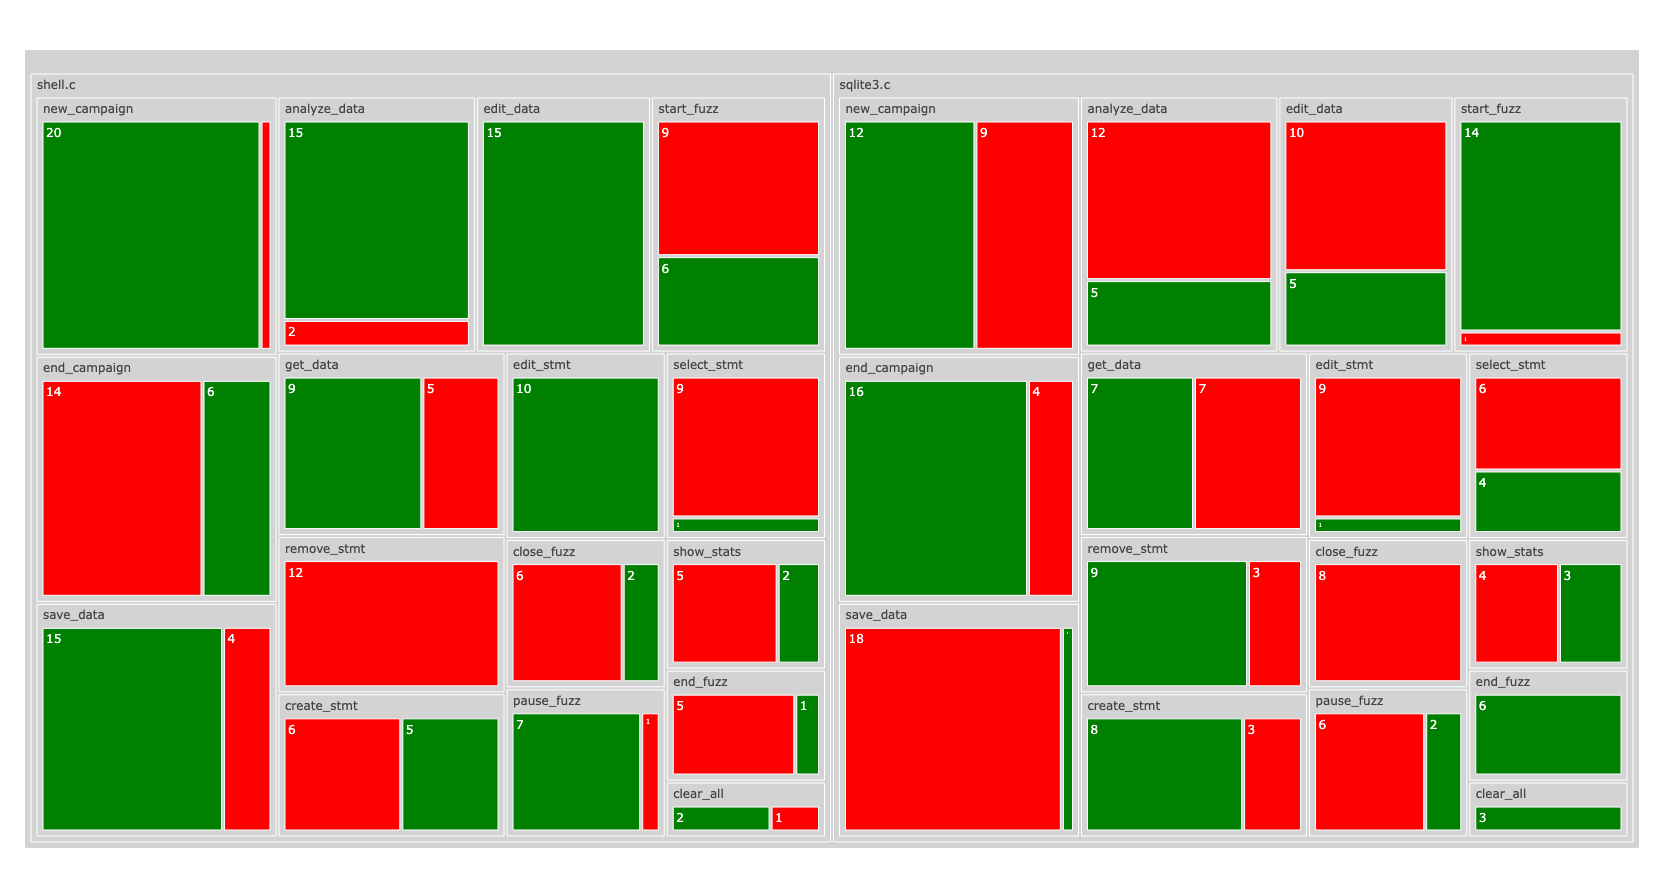 shell.c
new_campaign
20
analyze_data
15
2
edit_data
15
start_fuzz
9
6
end_campaign
14
6
get_data
9
5
edit_stmt
10
select_stmt
9
1
remove_stmt
12
close_fuzz
6
2
show_stats
5
2
save_data
15
4
create_stmt
6
5
pause_fuzz
7
1
end_fuzz
5
1
clear_all
2
1
sqlite3.c
new_campaign
12
9
analyze_data
12
5
edit_data
10
5
start_fuzz
14
1
end_campaign
16
4
get_data
7
7
edit_stmt
9
1
select_stmt
6
4
remove_stmt
9
3
close_fuzz
8
show_stats
4
3
save_data
18
1
create_stmt
8
3
pause_fuzz
6
2
end_fuzz
6
clear_all
3